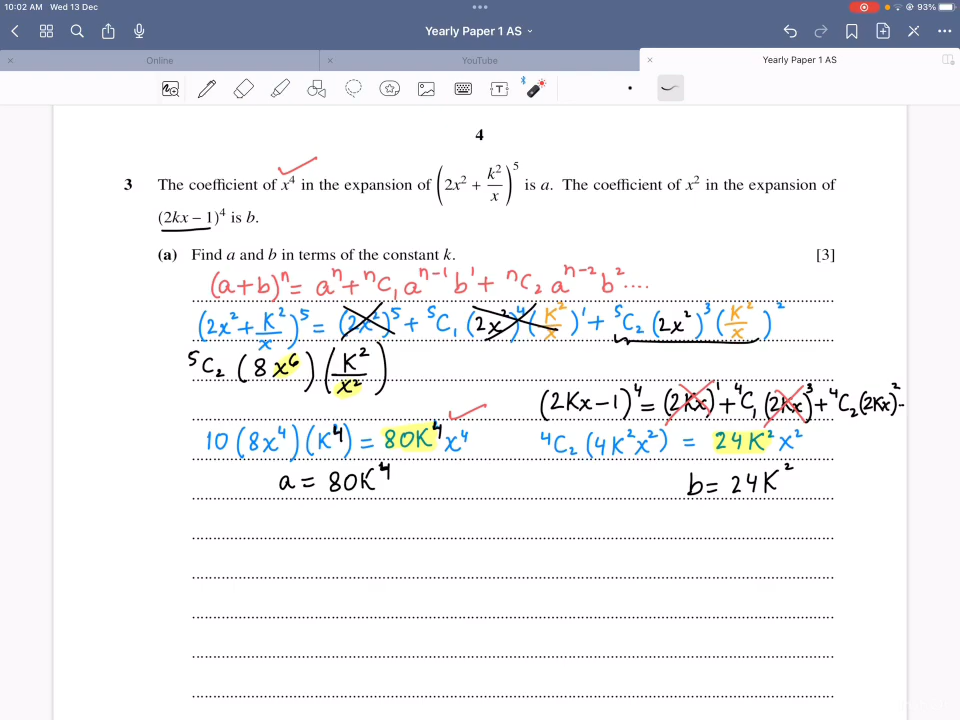 10:02 AM Wed 13 Dec 93%
Yearly Paper 1 AS
Online YouTube Yearly Paper 1 AS
4
3 The coefficient of x⁴ in the expansion of (2x² + k²/x)⁵ is a. The coefficient of x² in the expansion of
(2kx − 1)⁴ is b.
(a) Find a and b in terms of the constant k. [3]
(a+b)ⁿ = aⁿ + ⁿC₁ aⁿ⁻¹ b¹ + ⁿC₂ aⁿ⁻² b² ....
(2x² + K²/x)⁵ = (2x²)⁵ + ⁵C₁ (2x²)⁴ (K²/x)¹ + ⁵C₂ (2x²)³ (K²/x)²
⁵C₂ (8x⁶) (K²/x²)
(2Kx−1)⁴ = (2Kx)¹ + ⁴C₁ (2Kx)³ + ⁴C₂ (2Kx)² -
10 (8x⁴) (K⁴) = 80K⁴x⁴ ⁴C₂ (4K²x²) = 24K²x²
a = 80K⁴ b = 24K²